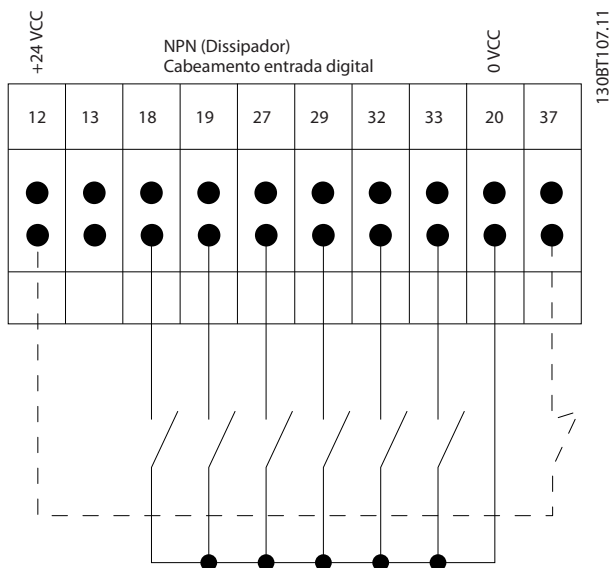 +24 VCC
NPN (Dissipador)
Cabeamento entrada digital
0 VCC
130BT107.11
12 13 18 19 27 29 32 33 20 37